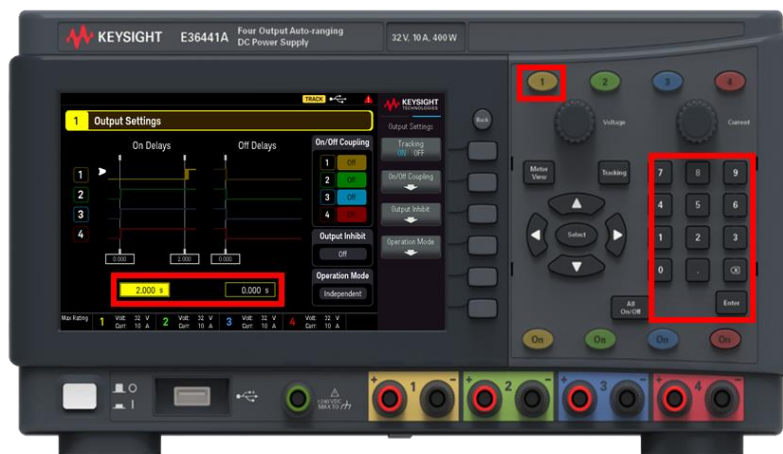 KEYSIGHT
E36441A
Four Output Auto-ranging
DC Power Supply
32 V, 10 A, 400 W
TRACK
KEYSIGHT
TECHNOLOGIES
1 Output Settings
Output Settings
Back
On Delays
Off Delays
On/Off Coupling
1 Off
2 Off
3 Off
4 Off
1
2
3
4
0.000
2.000
0.000
2.000 s
0.000 s
Output Inhibit
Off
Operation Mode
Independent
Tracking
ON OFF
On/Off Coupling
Output Inhibit
Operation Mode
Max Rating
1 Volt: 32 V
Curr: 10 A
2 Volt: 32 V
Curr: 10 A
3 Volt: 32 V
Curr: 10 A
4 Volt: 32 V
Curr: 10 A
1 2 3 4
Voltage
Current
Meter
View
Tracking
Select
7 8 9
4 5 6
1 2 3
0 .
Enter
All
On/Off
On On On On
+ 1 −
+ 2 −
+ 3 −
+ 4 −